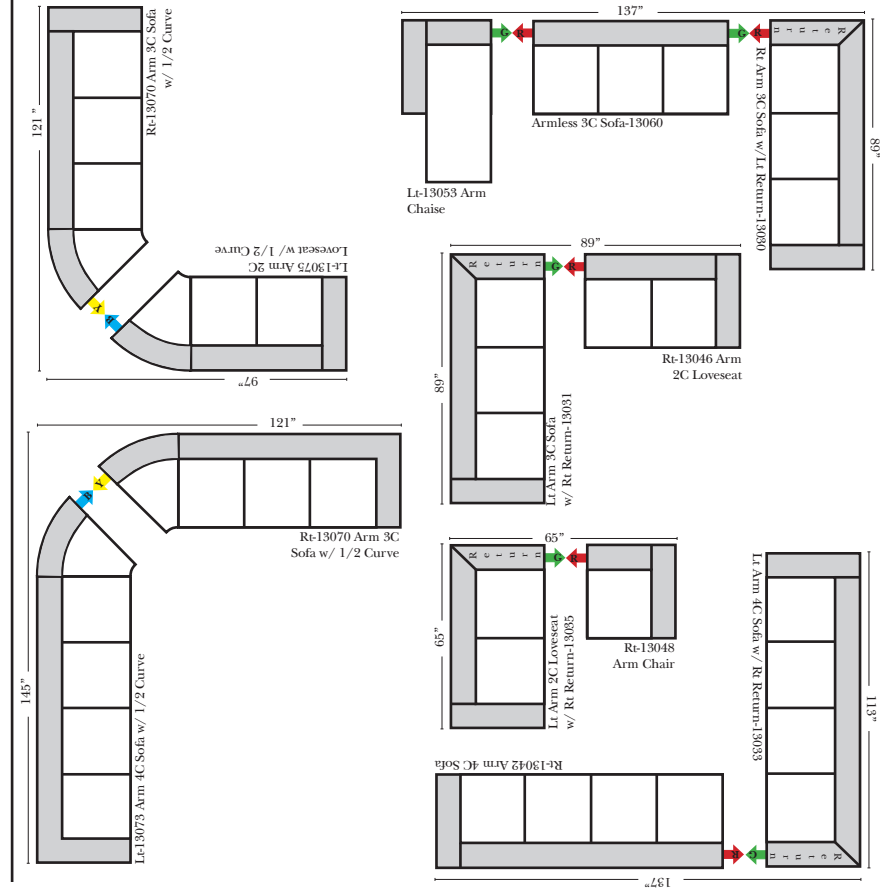 121”
Rt-13070 Arm 3C Sofa
w/ 1/2 Curve
Lt-13075 Arm 2C
Loveseat w/ 1/2 Curve
Y
B
97”
137”
G
R
G
R
Return
Armless 3C Sofa-13060
Lt-13053 Arm
Chaise
Rt Arm 3C Sofa w/Lt Return-13030
89”
89”
Return
G
R
Rt-13046 Arm
2C Loveseat
89”
Lt Arm 3C Sofa
w/ Rt Return-13031
121”
B
Y
Rt-13070 Arm 3C
Sofa w/ 1/2 Curve
145”
Lt-13073 Arm 4C Sofa w/ 1/2 Curve
65”
Return
G
R
Rt-13048
Arm Chair
65”
Lt Arm 2C Loveseat
w/ Rt Return-13035
Lt Arm 4C Sofa w/ Rt Return-13033
113”
Rt-13042 Arm 4C Sofa
R
G
Return
137”